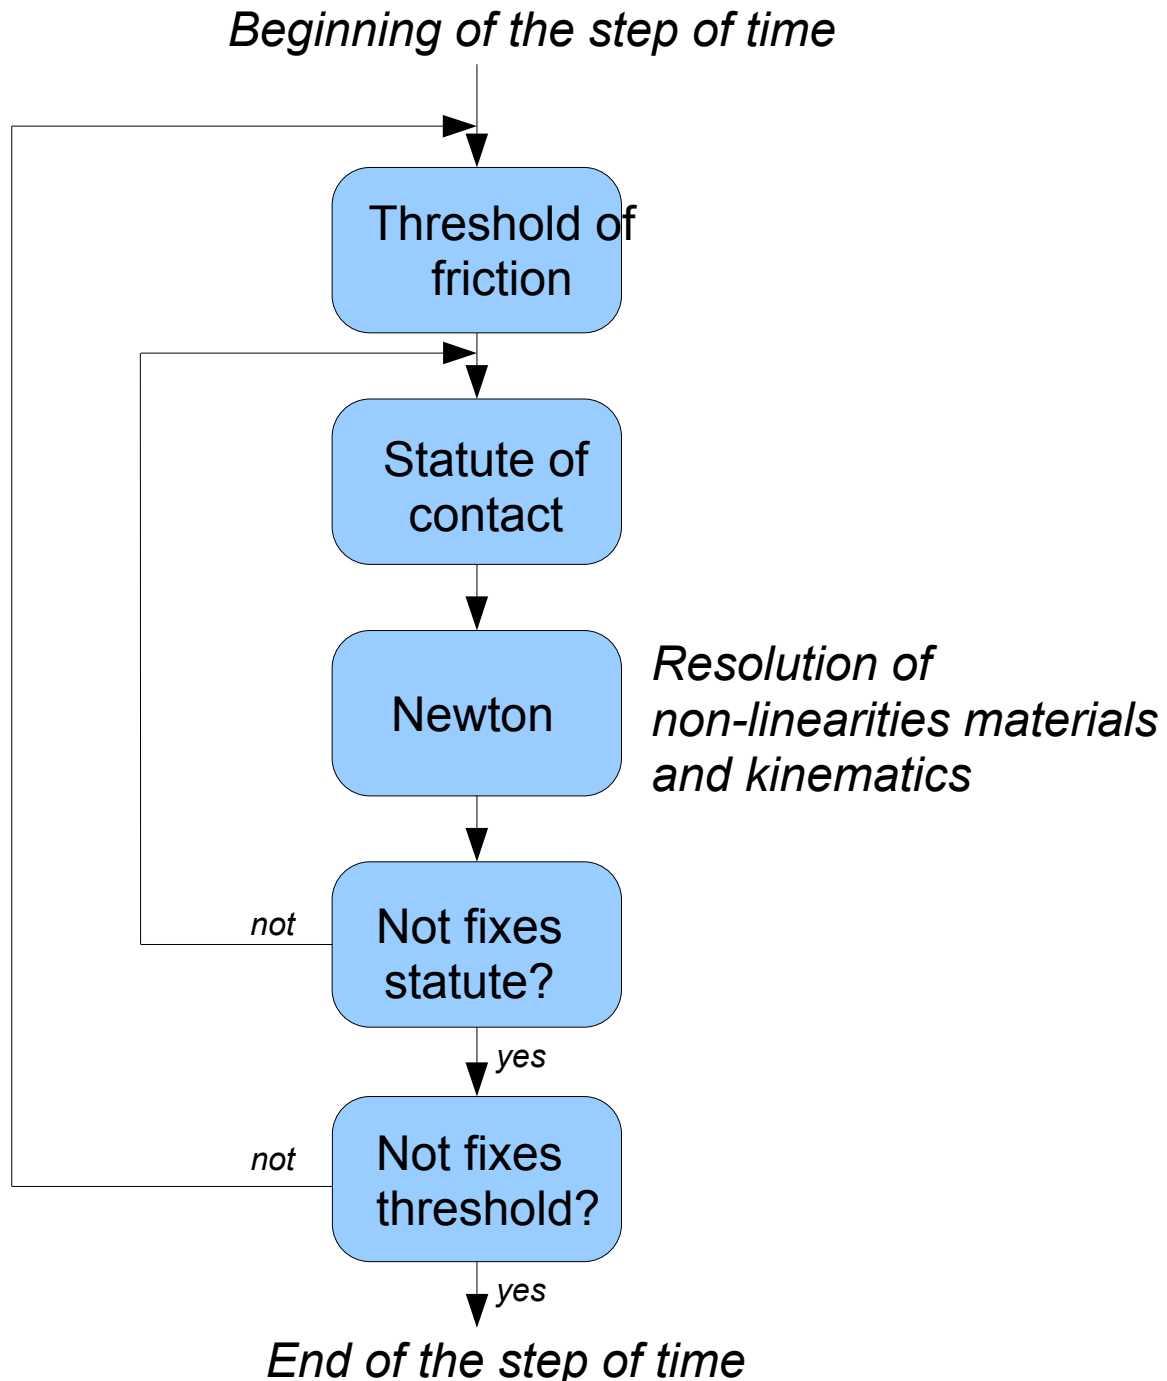 Beginning of the step of time
Threshold of
friction
Statute of
contact
Newton
Resolution of
non-linearities materials
and kinematics
not
Not fixes
statute?
yes
not
Not fixes
threshold?
yes
End of the step of time